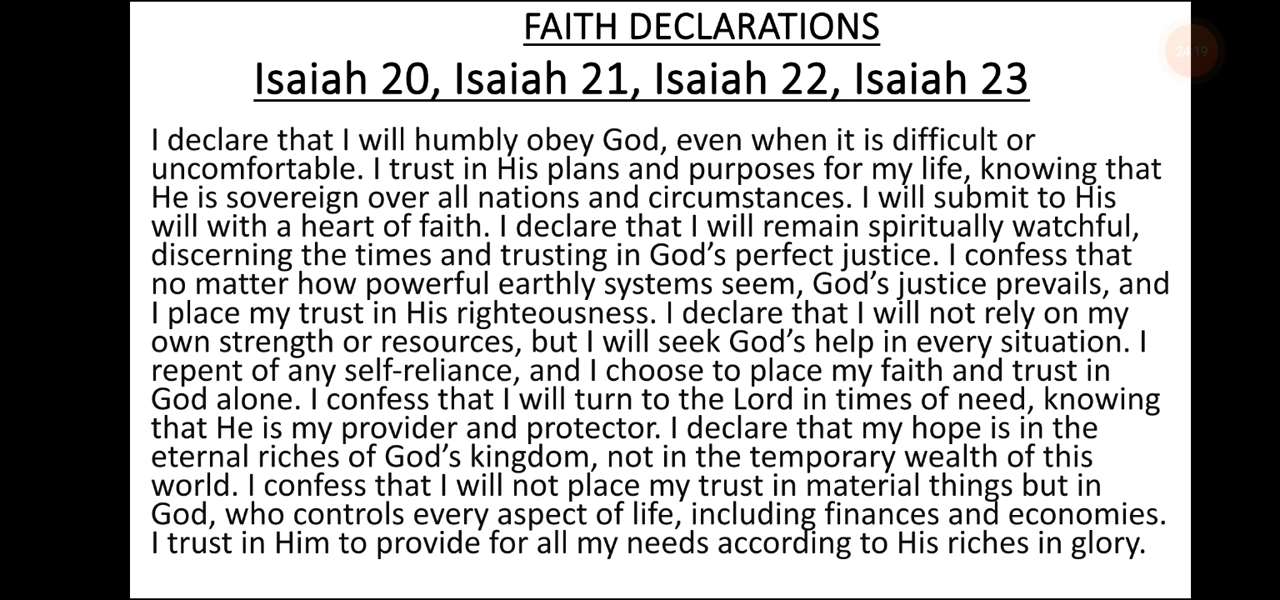 FAITH DECLARATIONS
24:19
Isaiah 20, Isaiah 21, Isaiah 22, Isaiah 23
I declare that I will humbly obey God, even when it is difficult or
uncomfortable. I trust in His plans and purposes for my life, knowing that
He is sovereign over all nations and circumstances. I will submit to His
will with a heart of faith. I declare that I will remain spiritually watchful,
discerning the times and trusting in God’s perfect justice. I confess that
no matter how powerful earthly systems seem, God’s justice prevails, and
I place my trust in His righteousness. I declare that I will not rely on my
own strength or resources, but I will seek God’s help in every situation. I
repent of any self-reliance, and I choose to place my faith and trust in
God alone. I confess that I will turn to the Lord in times of need, knowing
that He is my provider and protector. I declare that my hope is in the
eternal riches of God’s kingdom, not in the temporary wealth of this
world. I confess that I will not place my trust in material things but in
God, who controls every aspect of life, including finances and economies.
I trust in Him to provide for all my needs according to His riches in glory.